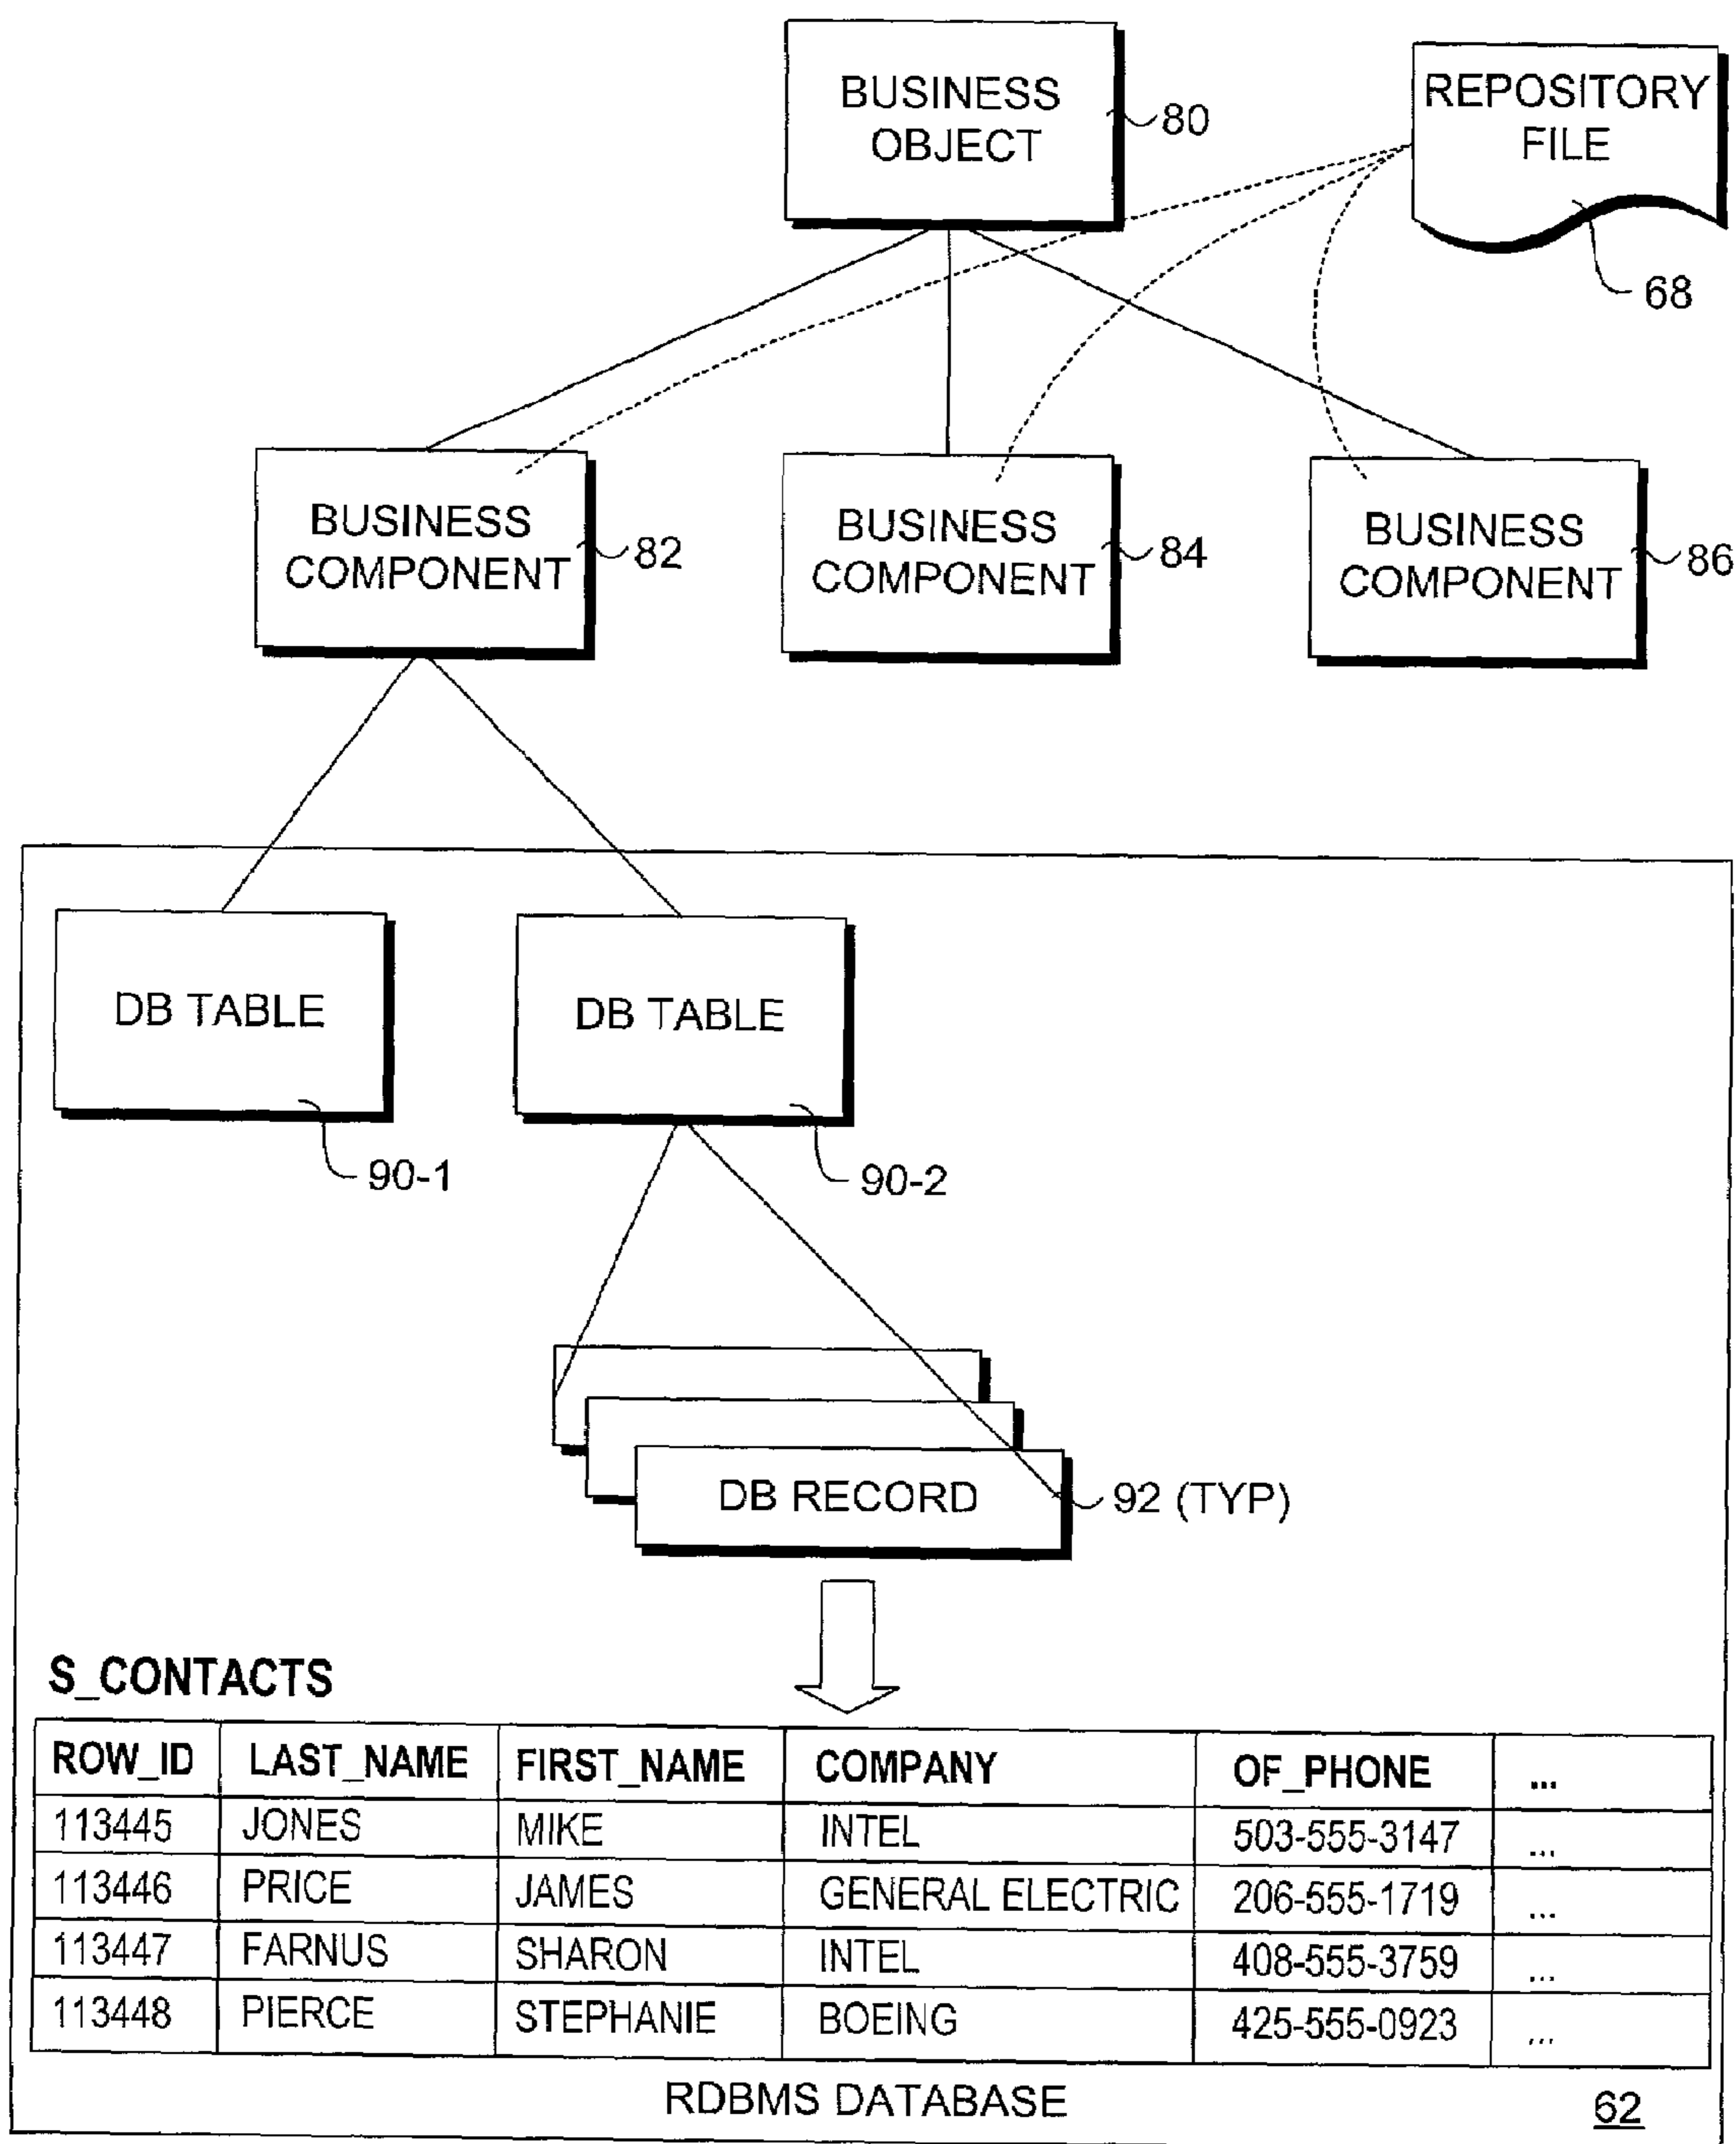 BUSINESS
OBJECT
80
REPOSITORY
FILE
68
BUSINESS
COMPONENT
82
BUSINESS
COMPONENT
84
BUSINESS
COMPONENT
86
DB TABLE
90-1
DB TABLE
90-2
DB RECORD
92 (TYP)
S_CONTACTS
ROW_ID LAST_NAME FIRST_NAME COMPANY OF_PHONE ...
113445 JONES MIKE INTEL 503-555-3147 ...
113446 PRICE JAMES GENERAL ELECTRIC 206-555-1719 ...
113447 FARNUS SHARON INTEL 408-555-3759 ...
113448 PIERCE STEPHANIE BOEING 425-555-0923 ...
RDBMS DATABASE
62